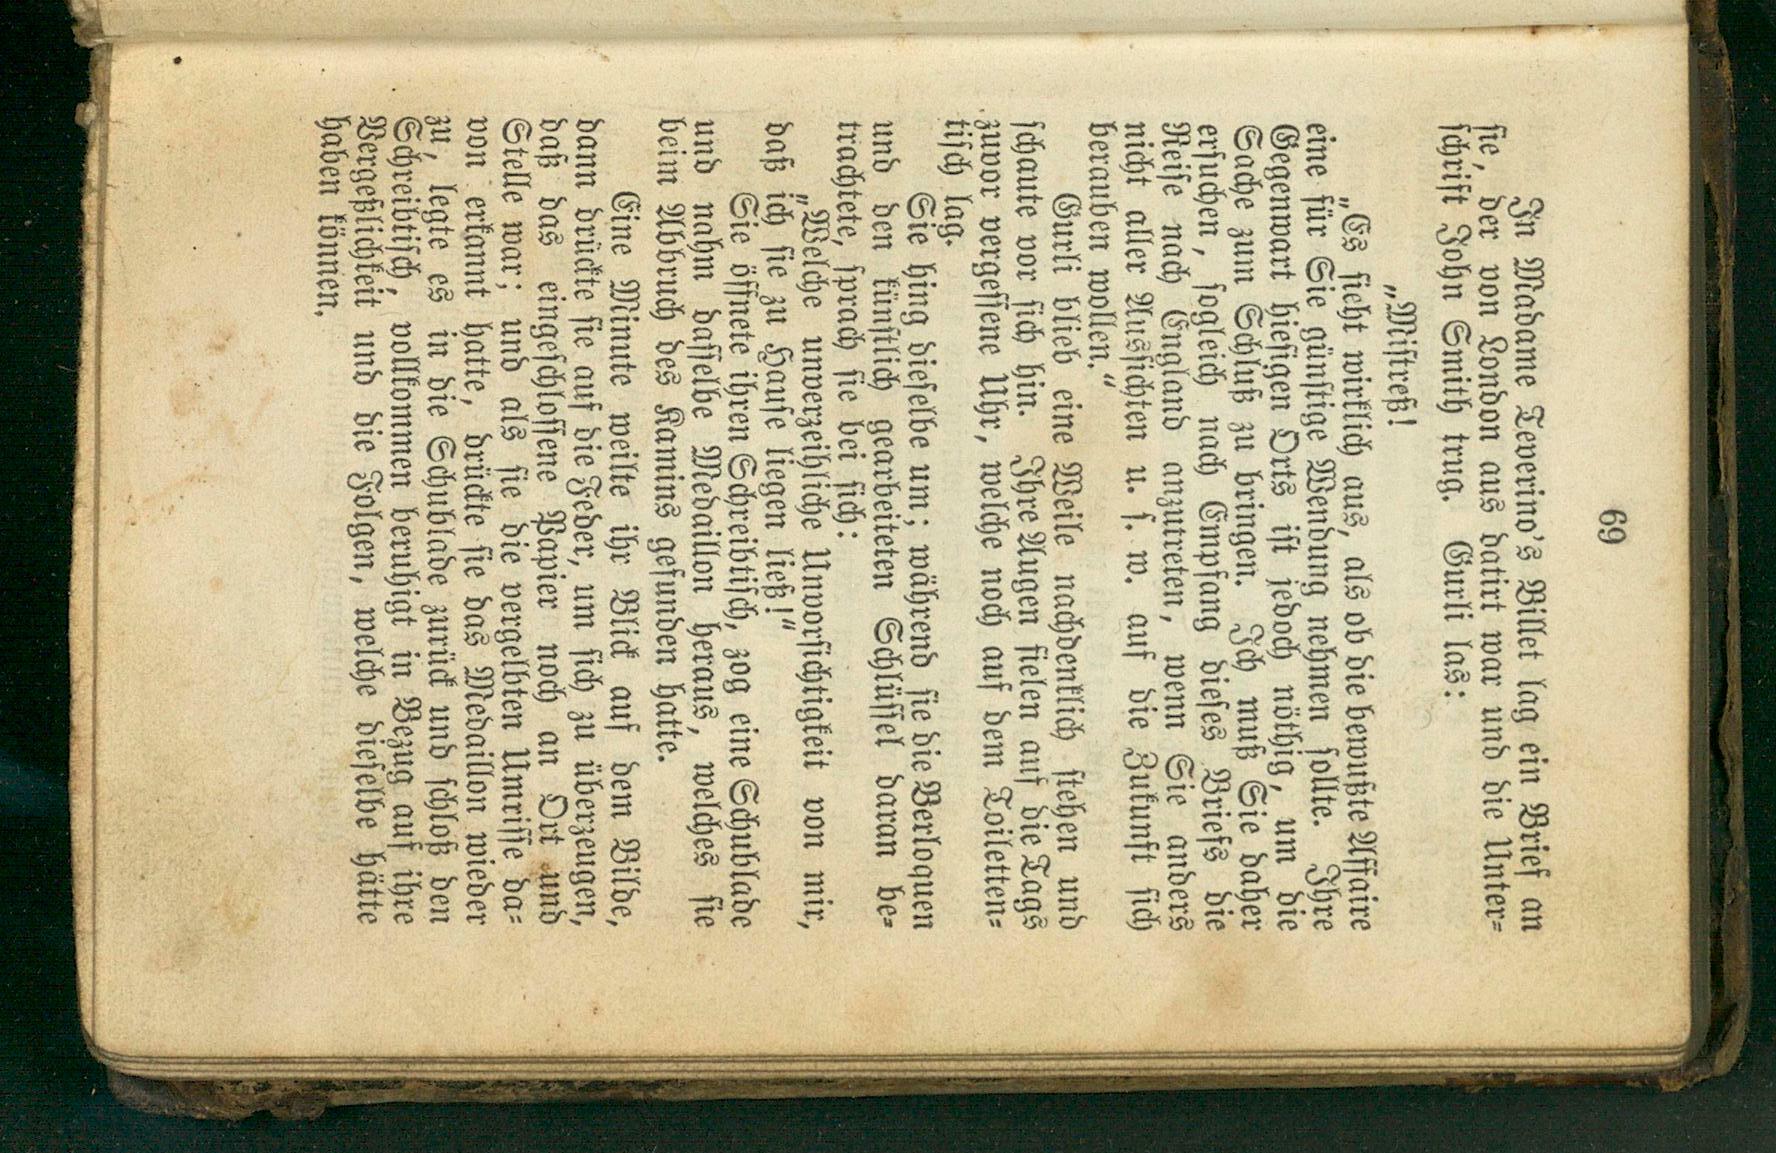 69
In Madame Teverino's Billet lag ein Brief an
sie, der von London aus datirt war und die Unter-
schrift John Smith trug. Gurli las:
„Mistreß!
„Es sieht wirklich aus, als ob die bewußte Affaire
eine für Sie günstige Wendung nehmen sollte. Ihre
Gegenwart hiesigen Orts ist jedoch nöthig, um die
Sache zum Schluß zu bringen. Ich muß Sie daher
ersuchen, sogleich nach Empfang dieses Briefs die
Reise nach England anzutreten, wenn Sie anders
nicht aller Aussichten u. s. w. auf die Zukunft sich
berauben wollen.“
Gurli blieb eine Weile nachdenklich stehen und
schaute vor sich hin. Ihre Augen fielen auf die Tags
zuvor vergessene Uhr, welche noch auf dem Toiletten-
tisch lag.
Sie hing dieselbe um; während sie die Berloquen
und den künstlich gearbeiteten Schlüssel daran be-
trachtete, sprach sie bei sich:
„Welche unverzeihliche Unvorsichtigkeit von mir,
daß ich sie zu Hause liegen ließ!“
Sie öffnete ihren Schreibtisch, zog eine Schublade
und nahm dasselbe Medaillon heraus, welches sie
beim Abbruch des Kamins gefunden hatte.
Eine Minute weilte ihr Blick auf dem Bilde,
dann drückte sie auf die Feder, um sich zu überzeugen,
daß das eingeschlossene Papier noch an Ort und
Stelle war; und als sie die vergelbten Umrisse da-
von erkannt hatte, drückte sie das Medaillon wieder
zu, legte es in die Schublade zurück und schloß den
Schreibtisch, vollkommen beruhigt in Bezug auf ihre
Vergeßlichkeit und die Folgen, welche dieselbe hätte
haben können.